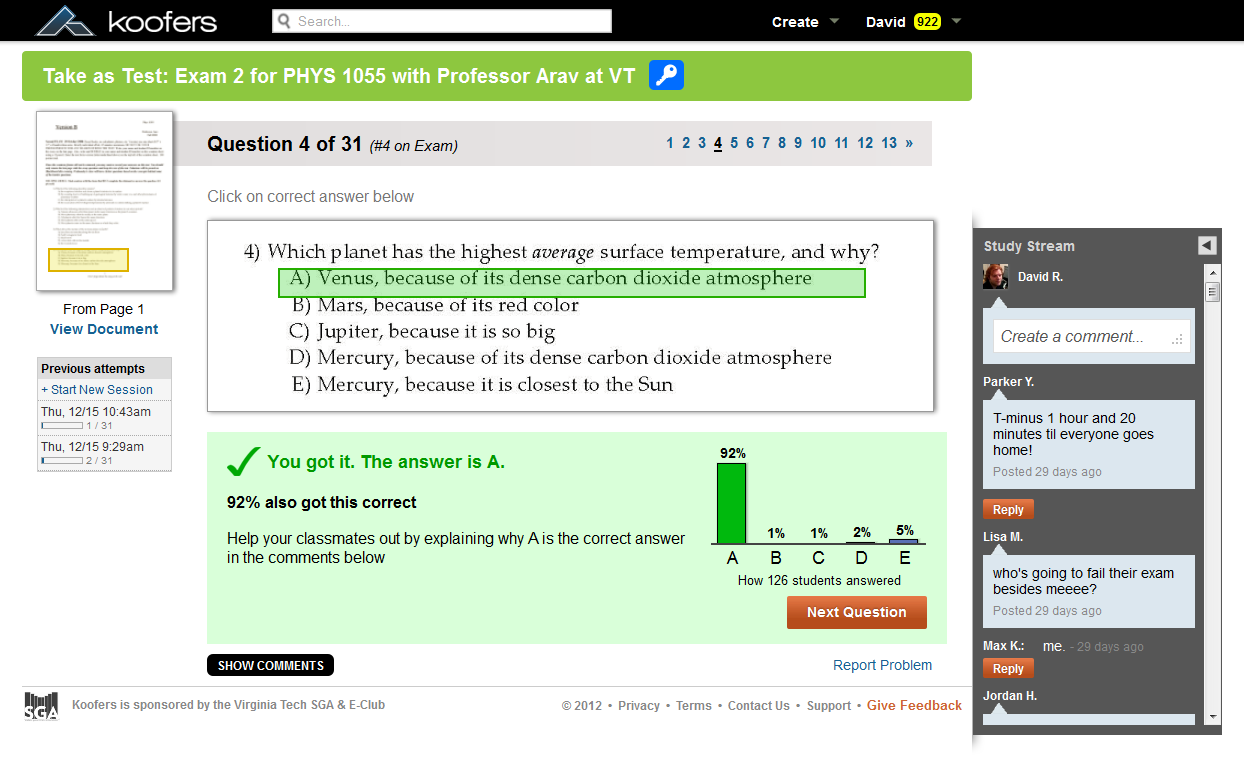 koofers
Search...
Create
David 922
Take as Test: Exam 2 for PHYS 1055 with Professor Arav at VT
Version B
Question 4 of 31 (#4 on Exam)
1 2 3 4 5 6 7 8 9 10 11 12 13 »
Click on correct answer below
4) Which planet has the highest average surface temperature, and why?
A) Venus, because of its dense carbon dioxide atmosphere
B) Mars, because of its red color
C) Jupiter, because it is so big
D) Mercury, because of its dense carbon dioxide atmosphere
E) Mercury, because it is closest to the Sun
From Page 1
View Document
Previous attempts
+ Start New Session
Thu, 12/15 10:43am
1 / 31
Thu, 12/15 9:29am
2 / 31
You got it. The answer is A.
92% also got this correct
Help your classmates out by explaining why A is the correct answer
in the comments below
92%
1%
1%
2%
5%
A B C D E
How 126 students answered
Next Question
SHOW COMMENTS
Report Problem
Study Stream
David R.
Create a comment...
Parker Y.
T-minus 1 hour and 20
minutes til everyone goes
home!
Posted 29 days ago
Reply
Lisa M.
who's going to fail their exam
besides meeee?
Posted 29 days ago
Max K.: me. - 29 days ago
Reply
Jordan H.
SGA
Koofers is sponsored by the Virginia Tech SGA & E-Club
© 2012 • Privacy • Terms • Contact Us • Support • Give Feedback